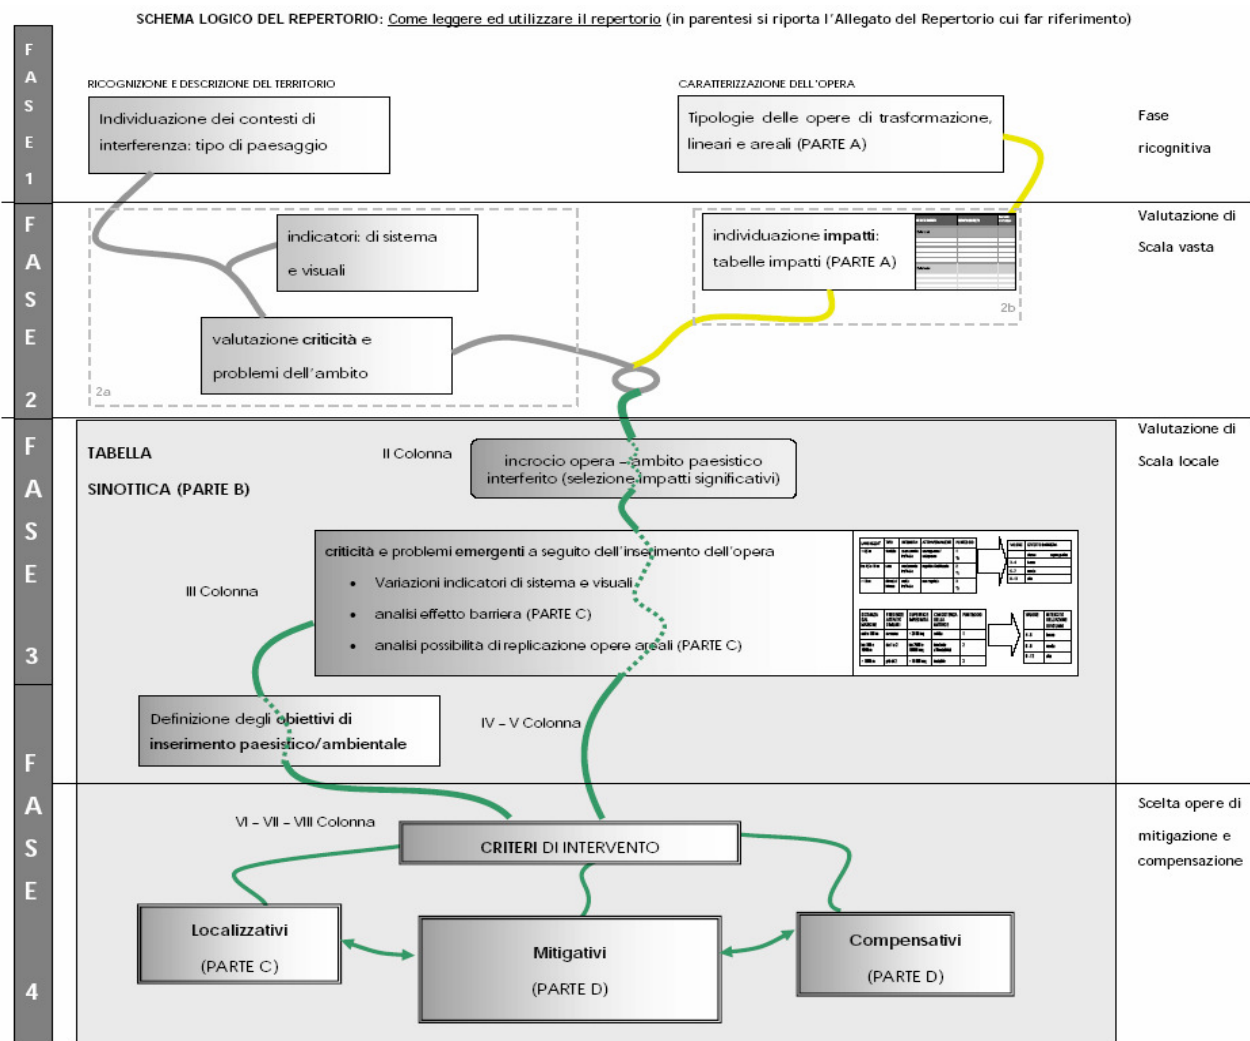 SCHEMA LOGICO DEL REPERTORIO: Come leggere ed utilizzare il repertorio (in parentesi si riporta l'Allegato del Repertorio cui far riferimento)
FASE 1
RICOGNIZIONE E DESCRIZIONE DEL TERRITORIO
Individuazione dei contesti di
interferenza: tipo di paesaggio
CARATTERIZZAZIONE DELL'OPERA
Tipologie delle opere di trasformazione,
lineari e areali (PARTE A)
Fase
ricognitiva
FASE 2
indicatori: di sistema
e visuali
valutazione criticità e
problemi dell'ambito
2a
individuazione impatti:
tabelle impatti (PARTE A)
2b
Valutazione di
Scala vasta
FASE 3
TABELLA
SINOTTICA (PARTE B)
II Colonna
incrocio opera – ambito paesistico
interferito (selezione impatti significativi)
Valutazione di
Scala locale
III Colonna
criticità e problemi emergenti a seguito dell'inserimento dell'opera
• Variazioni indicatori di sistema e visuali
• analisi effetto barriera (PARTE C)
• analisi possibilità di replicazione opere areali (PARTE C)
FASE 4
Definizione degli obiettivi di
inserimento paesistico/ambientale
IV – V Colonna
VI – VII – VIII Colonna
CRITERI DI INTERVENTO
Scelta opere di
mitigazione e
compensazione
Localizzativi
(PARTE C)
Mitigativi
(PARTE D)
Compensativi
(PARTE D)